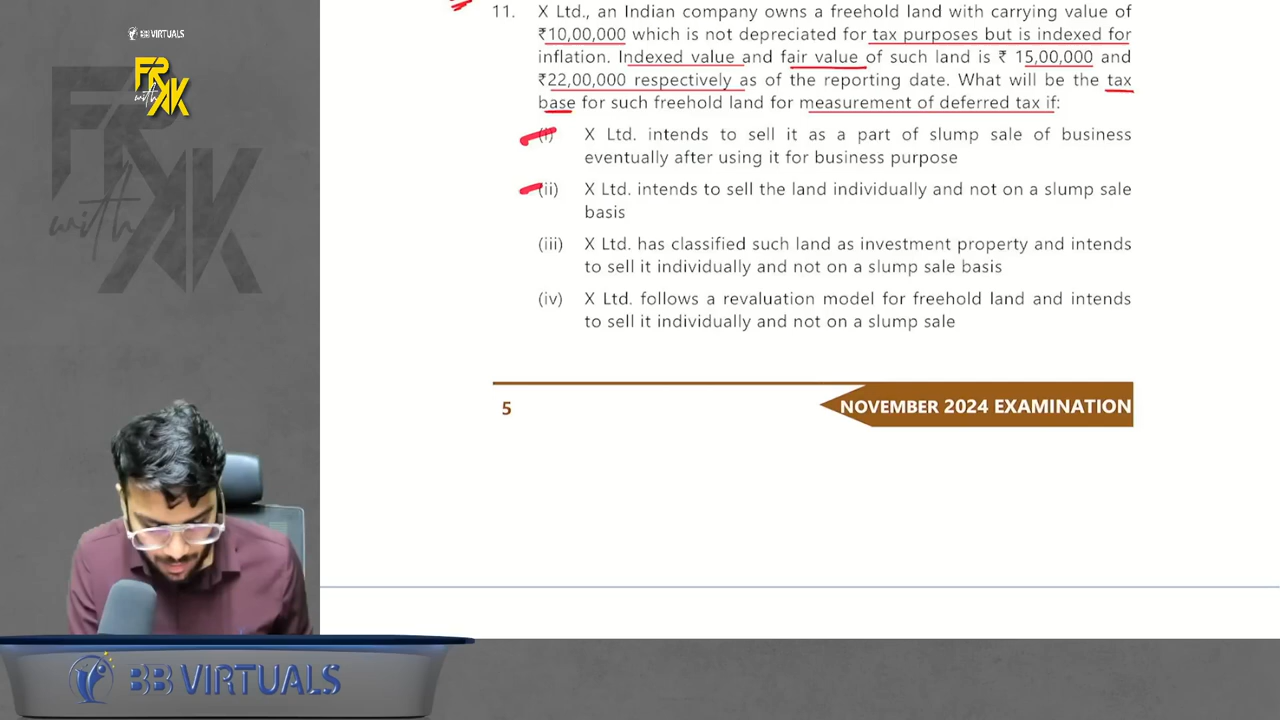 BB VIRTUALS
FR
with
AK
FR
with
AK
11. X Ltd., an Indian company owns a freehold land with carrying value of
₹10,00,000 which is not depreciated for tax purposes but is indexed for
inflation. Indexed value and fair value of such land is ₹ 15,00,000 and
₹22,00,000 respectively as of the reporting date. What will be the tax
base for such freehold land for measurement of deferred tax if:
(i) X Ltd. intends to sell it as a part of slump sale of business
eventually after using it for business purpose
(ii) X Ltd. intends to sell the land individually and not on a slump sale
basis
(iii) X Ltd. has classified such land as investment property and intends
to sell it individually and not on a slump sale basis
(iv) X Ltd. follows a revaluation model for freehold land and intends
to sell it individually and not on a slump sale
5
NOVEMBER 2024 EXAMINATION
BB VIRTUALS